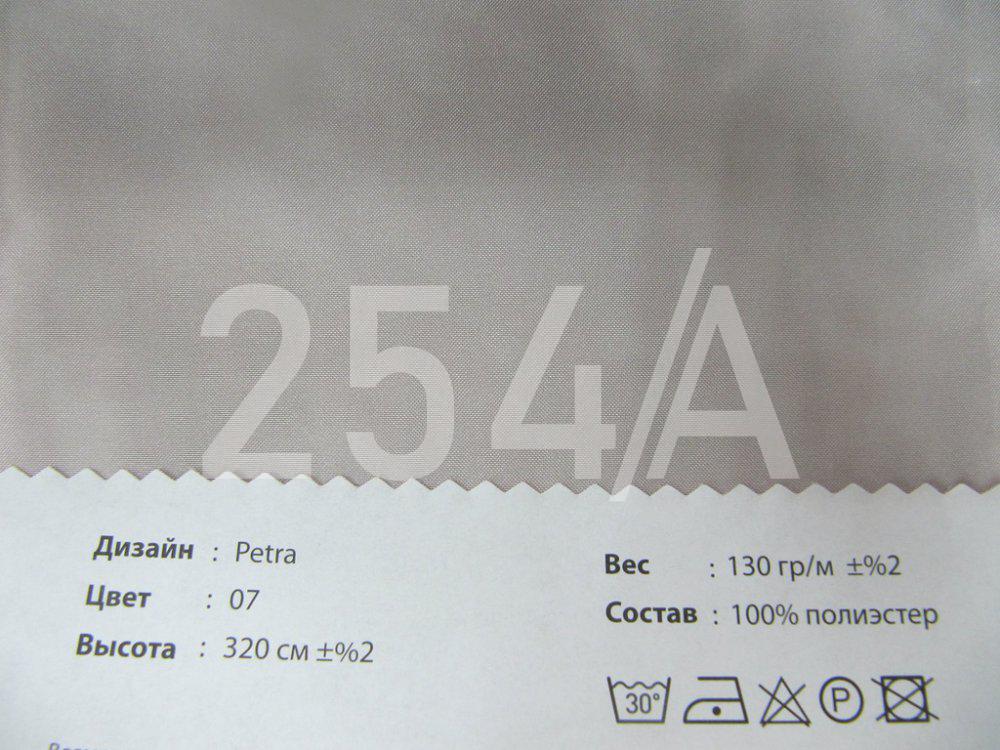 254/A
Дизайн : Petra
Цвет : 07
Высота : 320 см ±%2
Вес : 130 гр/м ±%2
Состав : 100% полиэстер
30°
P